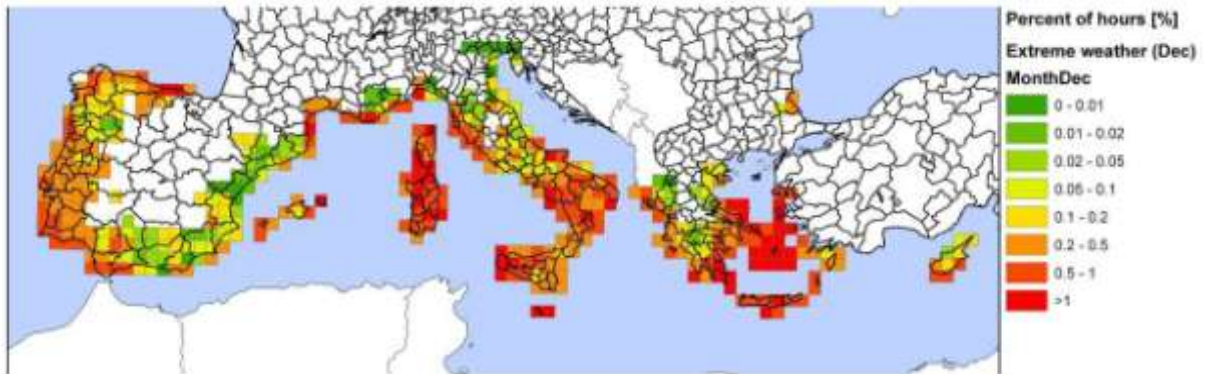 Percent of hours [%]
Extreme weather (Dec)
MonthDec
0 - 0.01
0.01 - 0.02
0.02 - 0.05
0.05 - 0.1
0.1 - 0.2
0.2 - 0.5
0.5 - 1
>1